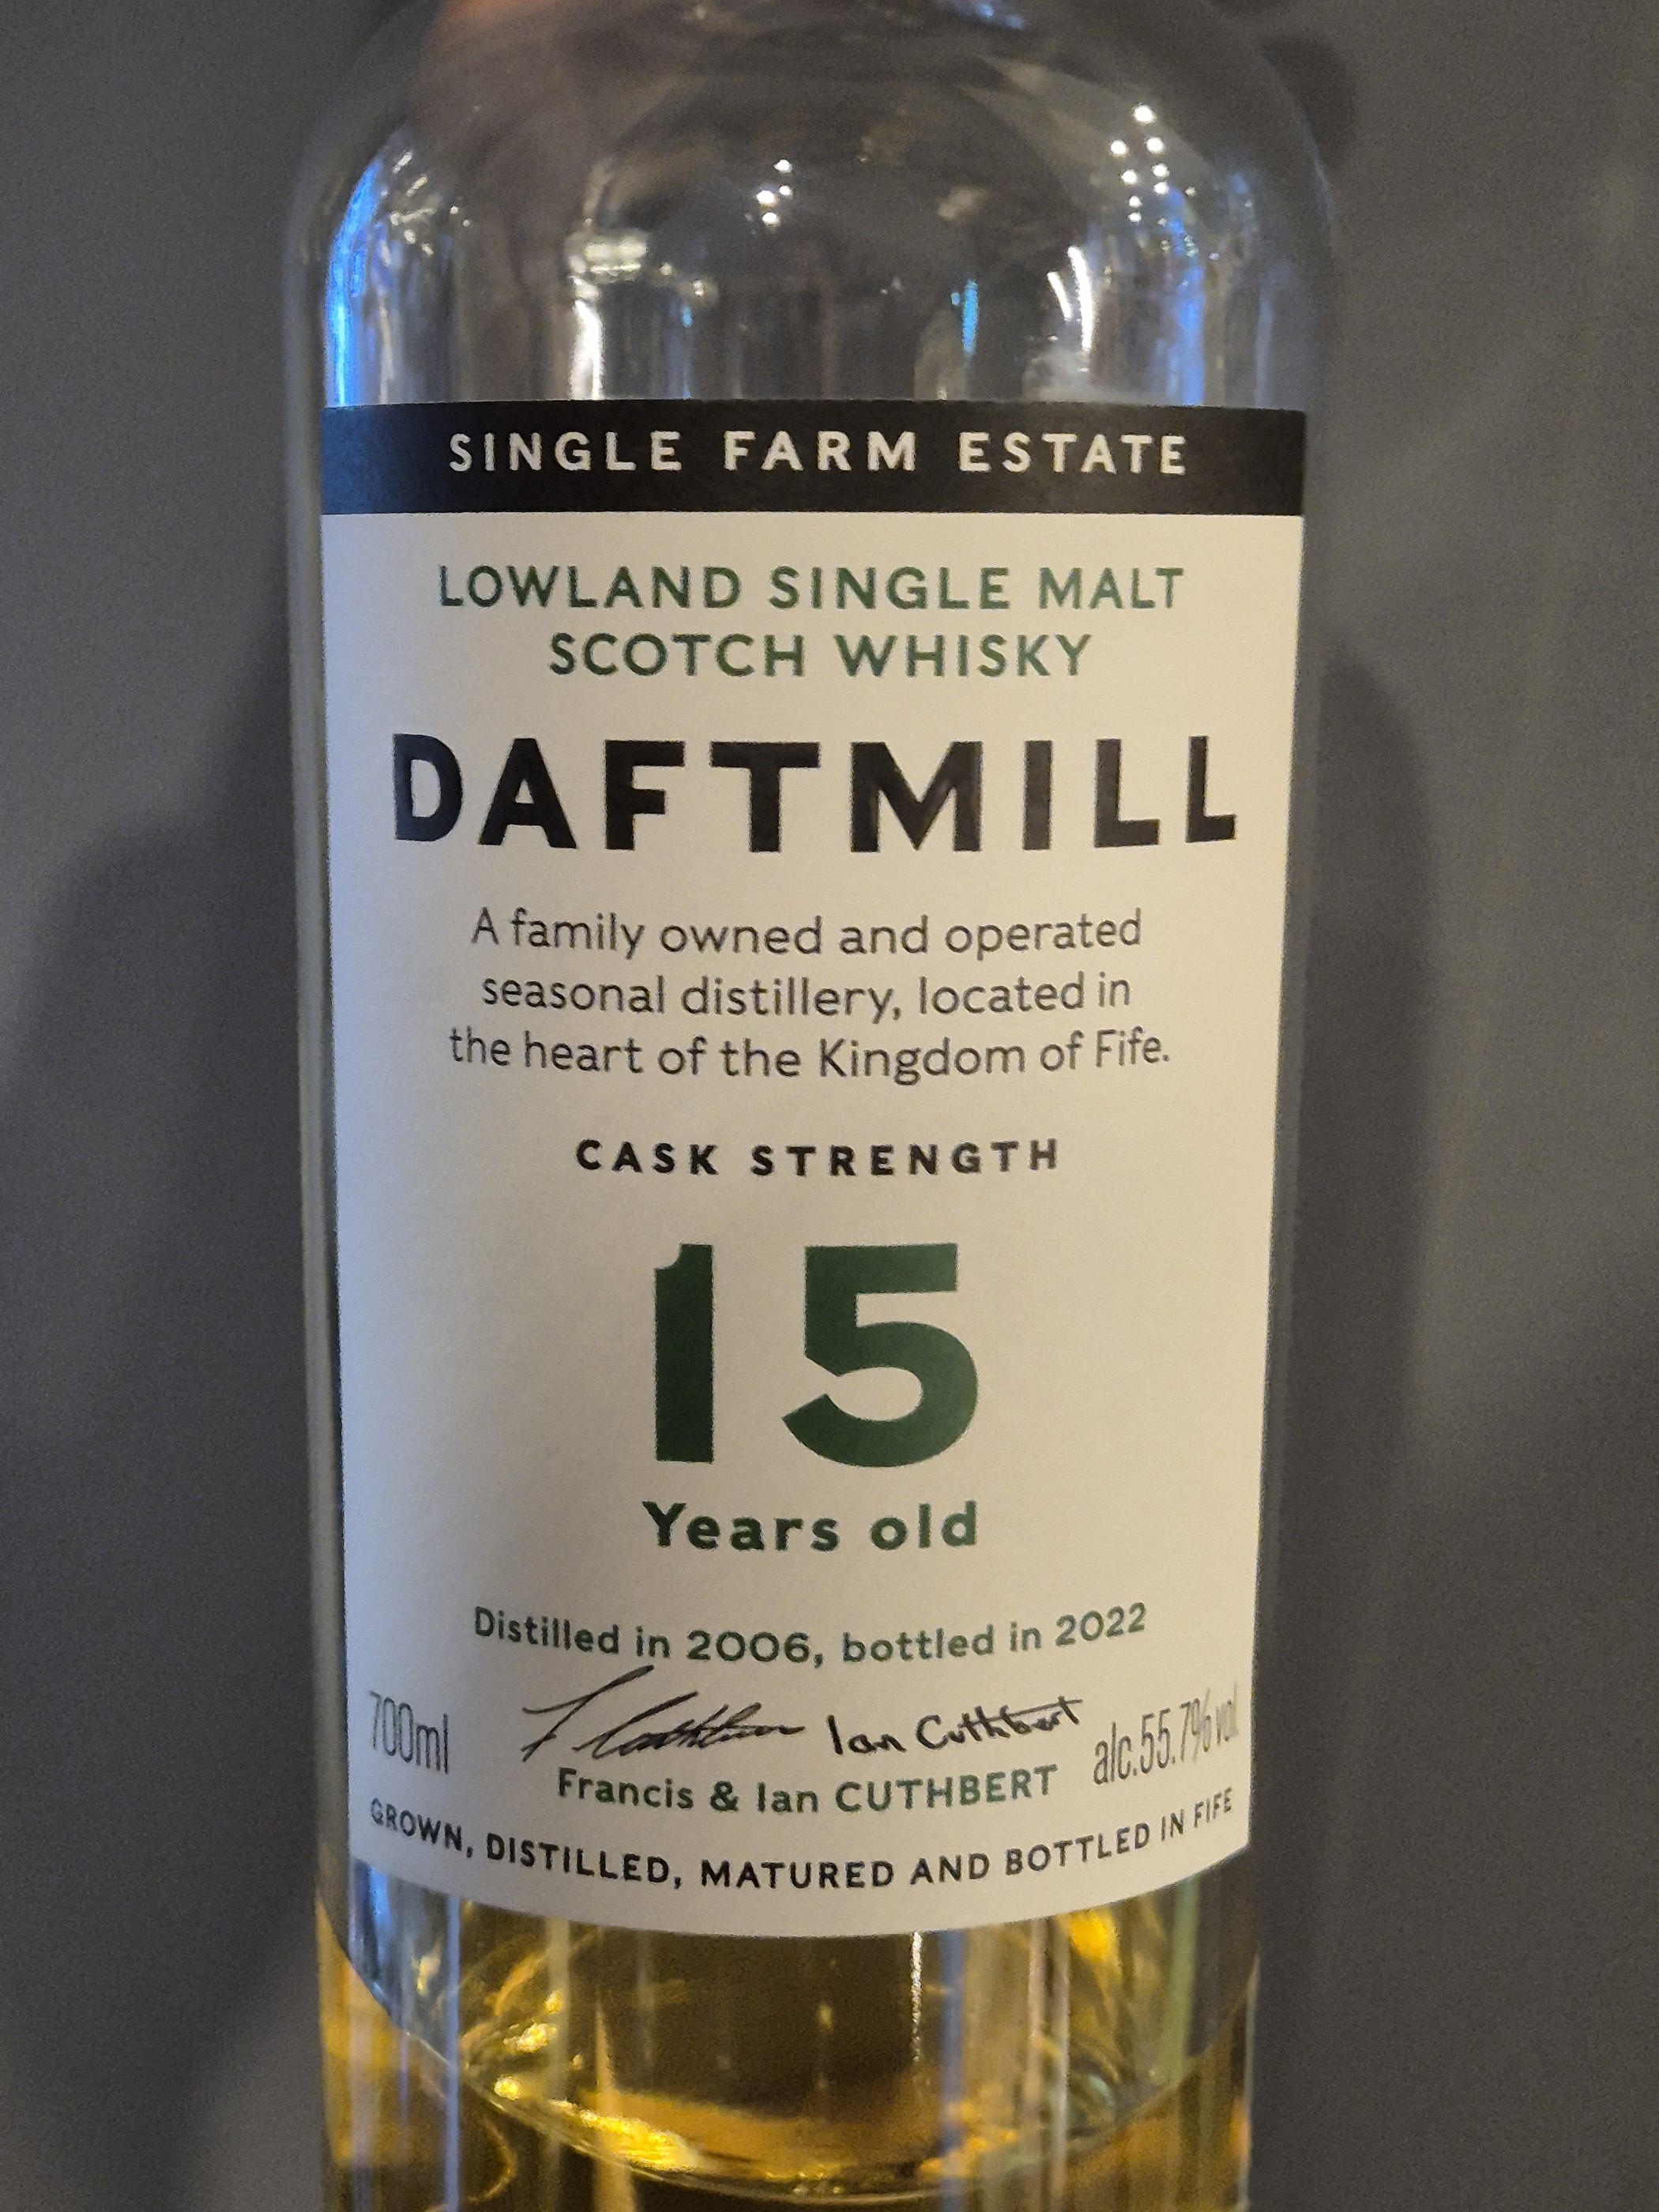 SINGLE FARM ESTATE
LOWLAND SINGLE MALT
SCOTCH WHISKY
DAFTMILL
A family owned and operated
seasonal distillery, located in
the heart of the Kingdom of Fife.
CASK STRENGTH
15
Years old
Distilled in 2006, bottled in 2022
700ml
F Cuthbert Ian Cuthbert
alc.55.7% vol
Francis & Ian CUTHBERT
GROWN, DISTILLED, MATURED AND BOTTLED IN FIFE